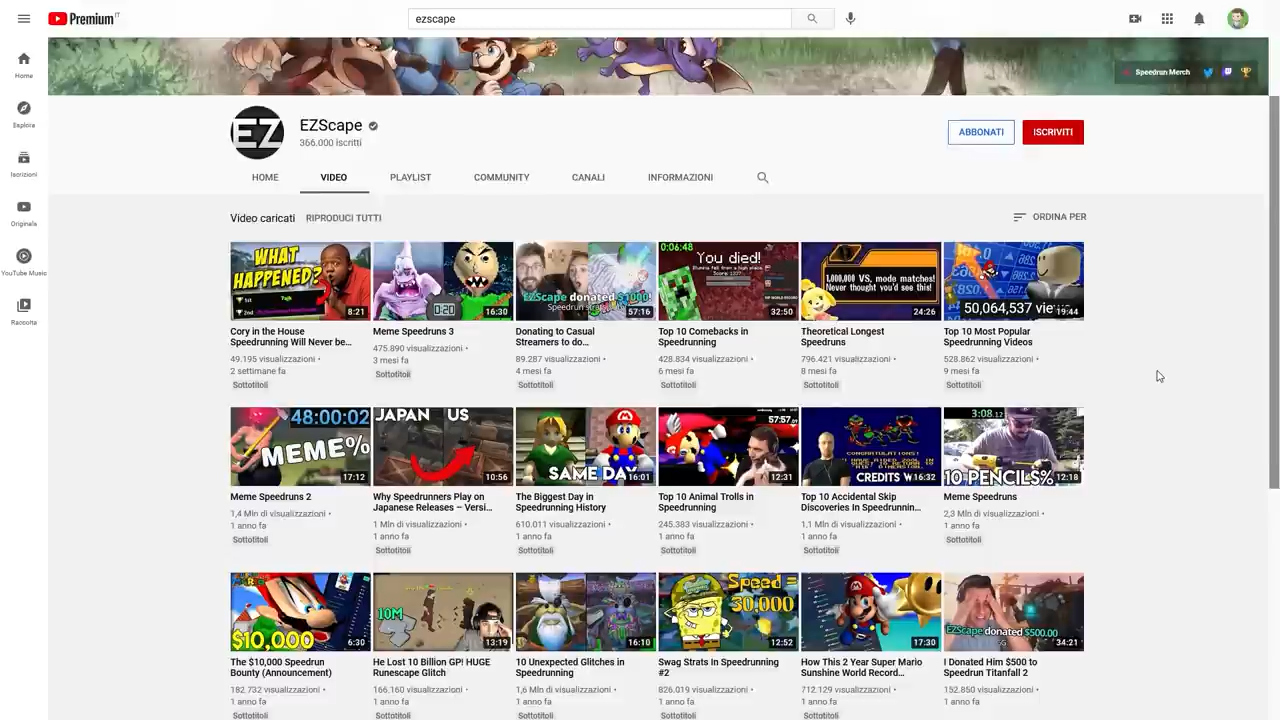 Premium IT
ezscape
Home
Esplora
Iscrizioni
Originals
YouTube Music
Raccolta
Speedrun Merch
EZ
EZScape
366.000 iscritti
ABBONATI
ISCRIVITI
HOME
VIDEO
PLAYLIST
COMMUNITY
CANALI
INFORMAZIONI
Video caricati
RIPRODUCI TUTTI
ORDINA PER
WHAT HAPPENED?
2nd
8:21
Cory in the House
Speedrunning Will Never be...
49.195 visualizzazioni •
2 settimane fa
Sottotitoli
0:20
16:30
Meme Speedruns 3
475.890 visualizzazioni •
3 mesi fa
Sottotitoli
EZScape donated $1000
57:16
Donating to Casual
Streamers to do...
89.287 visualizzazioni •
4 mesi fa
Sottotitoli
0:06:48
You died!
32:50
Top 10 Comebacks in
Speedrunning
428.834 visualizzazioni •
6 mesi fa
Sottotitoli
1,000,000 VS. mode matches!
Never thought you'd see this!
24:26
Theoretical Longest
Speedruns
796.421 visualizzazioni •
8 mesi fa
Sottotitoli
50,064,537 vie
19:44
Top 10 Most Popular
Speedrunning Videos
528.862 visualizzazioni •
9 mesi fa
Sottotitoli
48:00:02
MEME%
17:12
Meme Speedruns 2
1,4 Mln di visualizzazioni •
1 anno fa
Sottotitoli
JAPAN US
10:56
Why Speedrunners Play on
Japanese Releases – Versi...
1 Mln di visualizzazioni •
1 anno fa
Sottotitoli
SAME DAY
16:01
The Biggest Day in
Speedrunning History
610.011 visualizzazioni •
1 anno fa
Sottotitoli
57:57
12:31
Top 10 Animal Trolls in
Speedrunning
245.383 visualizzazioni •
1 anno fa
Sottotitoli
CREDITS W
16:32
Top 10 Accidental Skip
Discoveries In Speedrunnin...
1,1 Mln di visualizzazioni •
1 anno fa
Sottotitoli
3:08.12
10 PENCILS%
12:18
Meme Speedruns
2,3 Mln di visualizzazioni •
1 anno fa
Sottotitoli
$10,000
6:30
The $10,000 Speedrun
Bounty (Announcement)
182.732 visualizzazioni •
1 anno fa
Sottotitoli
10M
13:19
He Lost 10 Billion GP! HUGE
Runescape Glitch
166.160 visualizzazioni •
1 anno fa
Sottotitoli
16:10
10 Unexpected Glitches in
Speedrunning
1,6 Mln di visualizzazioni •
1 anno fa
Sottotitoli
Speed =
30,000
12:52
Swag Strats In Speedrunning
#2
826.019 visualizzazioni •
1 anno fa
Sottotitoli
17:30
How This 2 Year Super Mario
Sunshine World Record...
712.129 visualizzazioni •
1 anno fa
Sottotitoli
EZScape donated $500.00
34:21
I Donated Him $500 to
Speedrun Titanfall 2
152.850 visualizzazioni •
1 anno fa